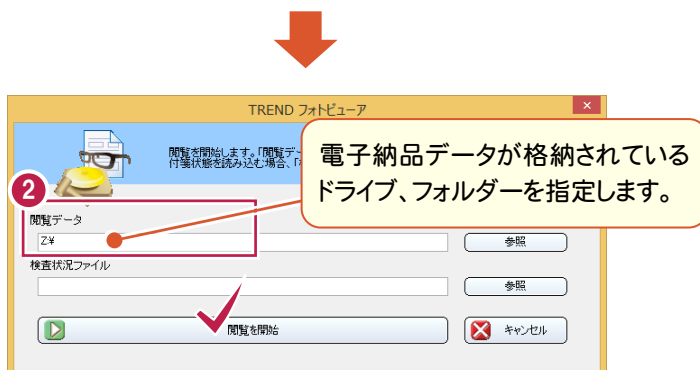 TREND フォトビューア
×
閲覧を開始します。「閲覧デー
付箋状態を読み込む場合、「
電子納品データが格納されている
ドライブ、フォルダーを指定します。
2
閲覧データ
Z:¥
参照
検査状況ファイル
参照
閲覧を開始
キャンセル